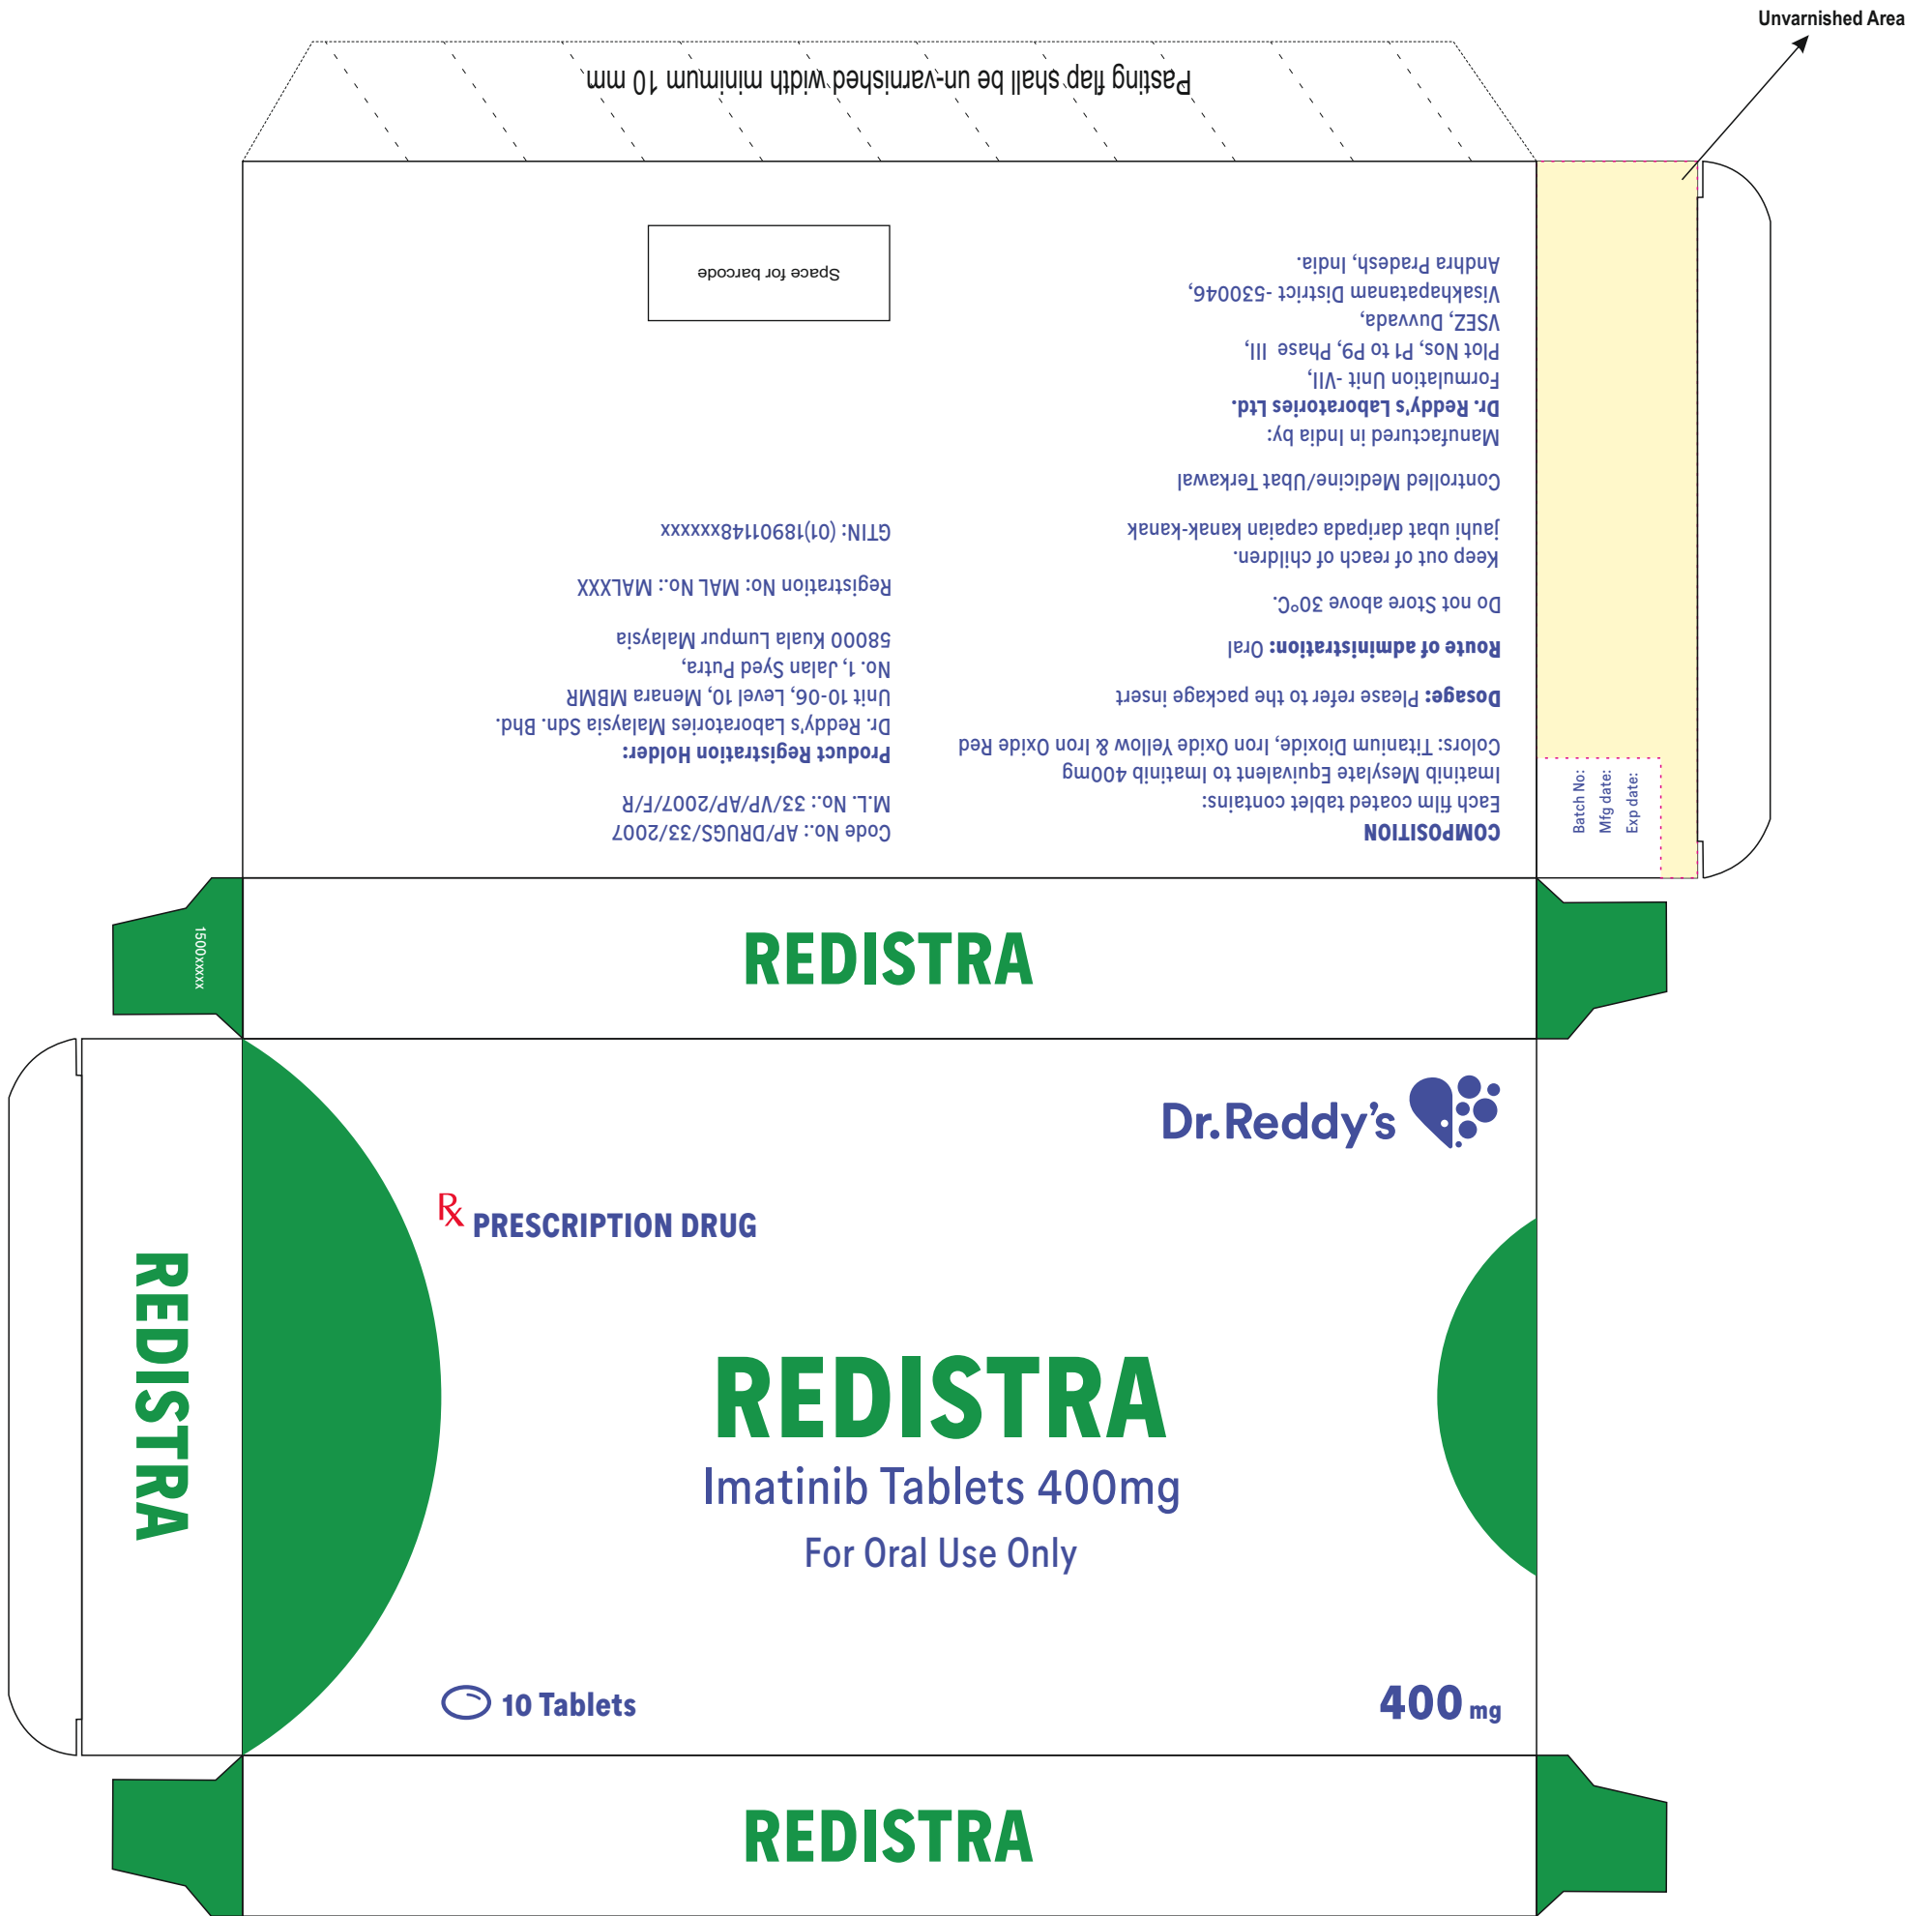 Unvarnished Area
Pasting flap shall be un-varnished width minimum 10 mm
COMPOSITION
Each film coated tablet contains:
Imatinib Mesylate Equivalent to Imatinib 400mg
Colors: Titanium Dioxide, Iron Oxide Yellow & Iron Oxide Red
Dosage: Please refer to the package insert
Route of administration: Oral
Do not Store above 30°C.
Keep out of reach of children.
jauhi ubat daripada capaian kanak-kanak
Controlled Medicine/Ubat Terkawal
Manufactured in India by:
Dr. Reddy's Laboratories Ltd.
Formulation Unit -VII,
Plot Nos, P1 to P9, Phase III,
VSEZ, Duvvada,
Visakhapatanam District -530046,
Andhra Pradesh, India.
Code No.: AP/DRUGS/33/2007
M.L. No.: 33/VP/AP/2007/F/R
Product Registration Holder:
Dr. Reddy's Laboratories Malaysia Sdn. Bhd.
Unit 10-06, Level 10, Menara MBMR
No. 1, Jalan Syed Putra,
58000 Kuala Lumpur Malaysia
Registration No: MAL No.: MALXXX
GTIN: (01)18901148xxxxxx
Space for barcode
Batch No:
Mfg date:
Exp date:
1500xxxxx
REDISTRA
Dr.Reddy's
Rx PRESCRIPTION DRUG
REDISTRA
REDISTRA
Imatinib Tablets 400mg
For Oral Use Only
10 Tablets
400 mg
REDISTRA